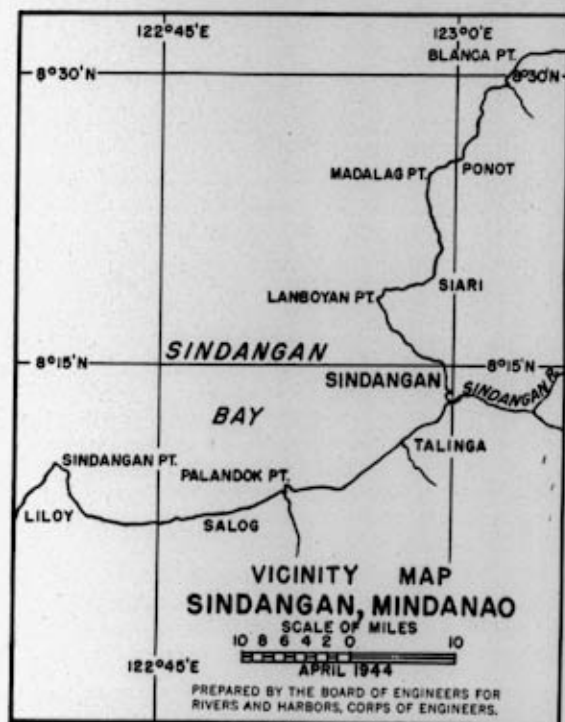 122°45'E
123°0'E
BLANCA PT.
8°30'N
8°30'N
MADALAG PT.
PONOT
SIARI
LANBOYAN PT.
SINDANGAN
8°15'N
8°15'N
SINDANGAN
SINDANGAN R.
BAY
TALINGA
SINDANGAN PT.
PALANDOK PT.
LILOY
SALOG
VICINITY MAP
SINDANGAN, MINDANAO
SCALE OF MILES
10 8 6 4 2 0 10
122°45'E
APRIL 1944
PREPARED BY THE BOARD OF ENGINEERS FOR
RIVERS AND HARBORS, CORPS OF ENGINEERS.